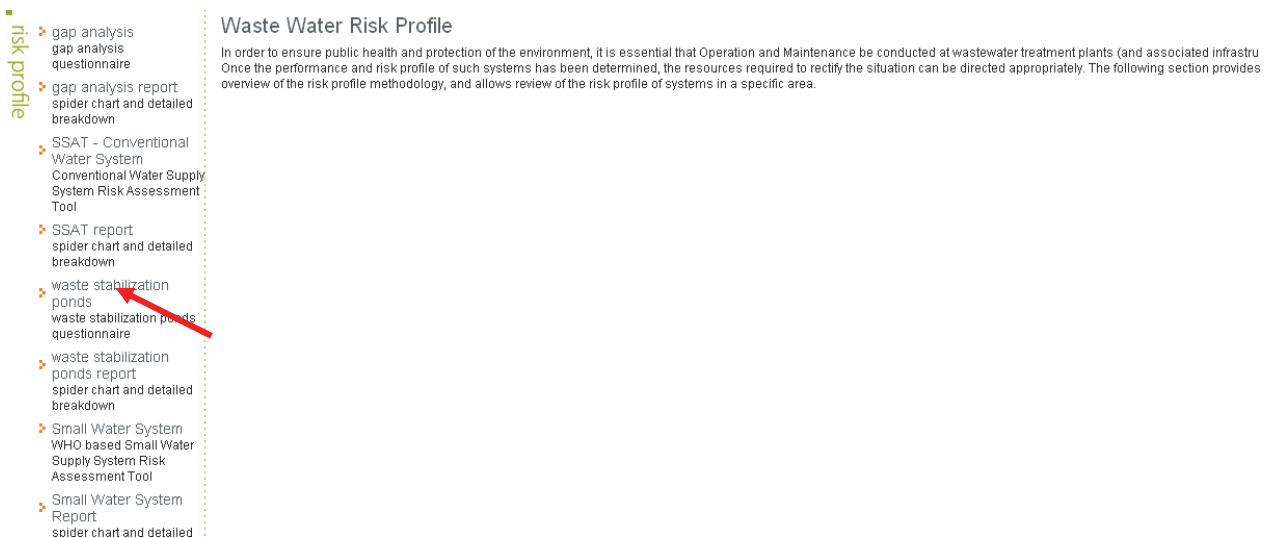 risk profile
gap analysis
gap analysis
questionnaire
gap analysis report
spider chart and detailed
breakdown
SSAT - Conventional
Water System
Conventional Water Supply
System Risk Assessment
Tool
SSAT report
spider chart and detailed
breakdown
waste stabilization
ponds
waste stabilization ponds
questionnaire
waste stabilization
ponds report
spider chart and detailed
breakdown
Small Water System
WHO based Small Water
Supply System Risk
Assessment Tool
Small Water System
Report
spider chart and detailed
Waste Water Risk Profile
In order to ensure public health and protection of the environment, it is essential that Operation and Maintenance be conducted at wastewater treatment plants (and associated infrastru
Once the performance and risk profile of such systems has been determined, the resources required to rectify the situation can be directed appropriately. The following section provides
overview of the risk profile methodology, and allows review of the risk profile of systems in a specific area.